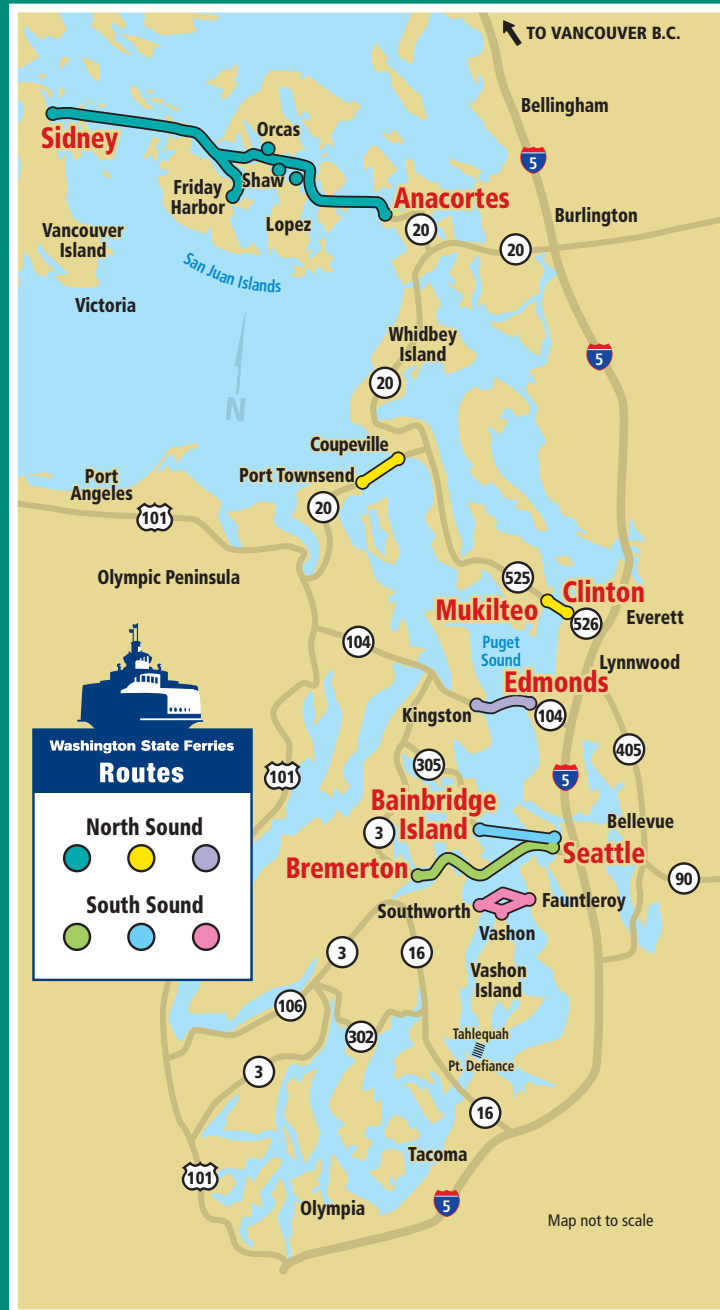 TO VANCOUVER B.C.
Bellingham
5
Sidney
Orcas
Shaw
Friday
Harbor
Lopez
Anacortes
20
Burlington
20
Vancouver
Island
San Juan Islands
Victoria
N
Whidbey
Island
5
20
Coupeville
Port Townsend
20
Port
Angeles
101
Olympic Peninsula
525
Clinton
Mukilteo
526
Everett
104
Puget
Sound
Lynnwood
Edmonds
Kingston
104
405
305
5
101
Washington State Ferries
Routes
North Sound
South Sound
Bainbridge
Island
3
Bellevue
Seattle
Bremerton
90
Southworth
Fauntleroy
Vashon
3
16
Vashon
Island
106
302
Tahlequah
Pt. Defiance
3
16
Tacoma
101
Olympia
5
Map not to scale